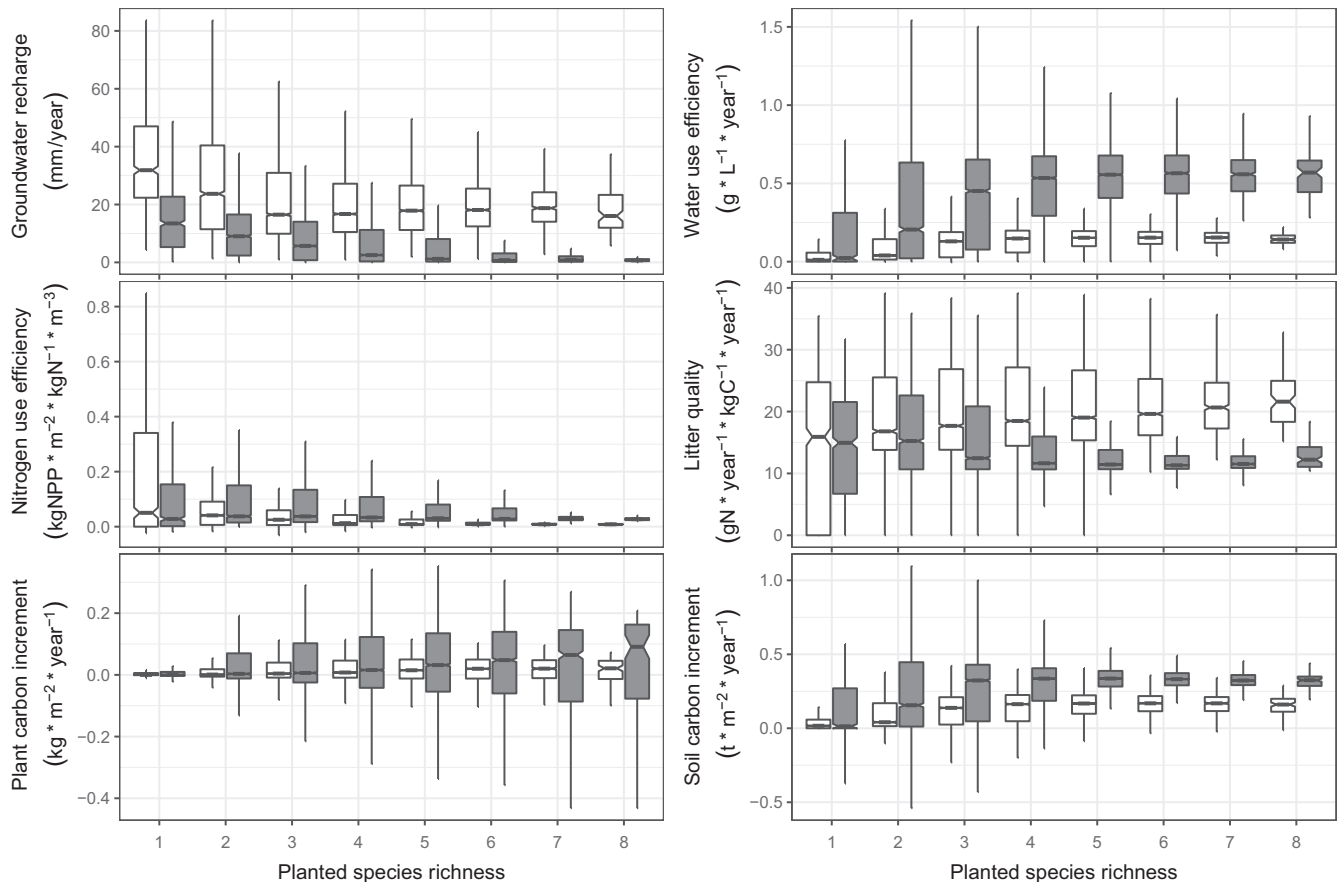 Groundwater recharge
(mm/year)
80
60
40
20
0
Water use efficiency
(g * L⁻¹ * year⁻¹)
1.5
1.0
0.5
0.0
Nitrogen use efficiency
(kgNPP * m⁻² * kgN⁻¹ * m⁻³)
0.8
0.6
0.4
0.2
0.0
Litter quality
(gN * year⁻¹ * kgC⁻¹ * year⁻¹)
40
30
20
10
0
Plant carbon increment
(kg * m⁻² * year⁻¹)
0.2
0.0
−0.2
−0.4
Soil carbon increment
(t * m⁻² * year⁻¹)
1.0
0.5
0.0
−0.5
1 2 3 4 5 6 7 8
Planted species richness
1 2 3 4 5 6 7 8
Planted species richness